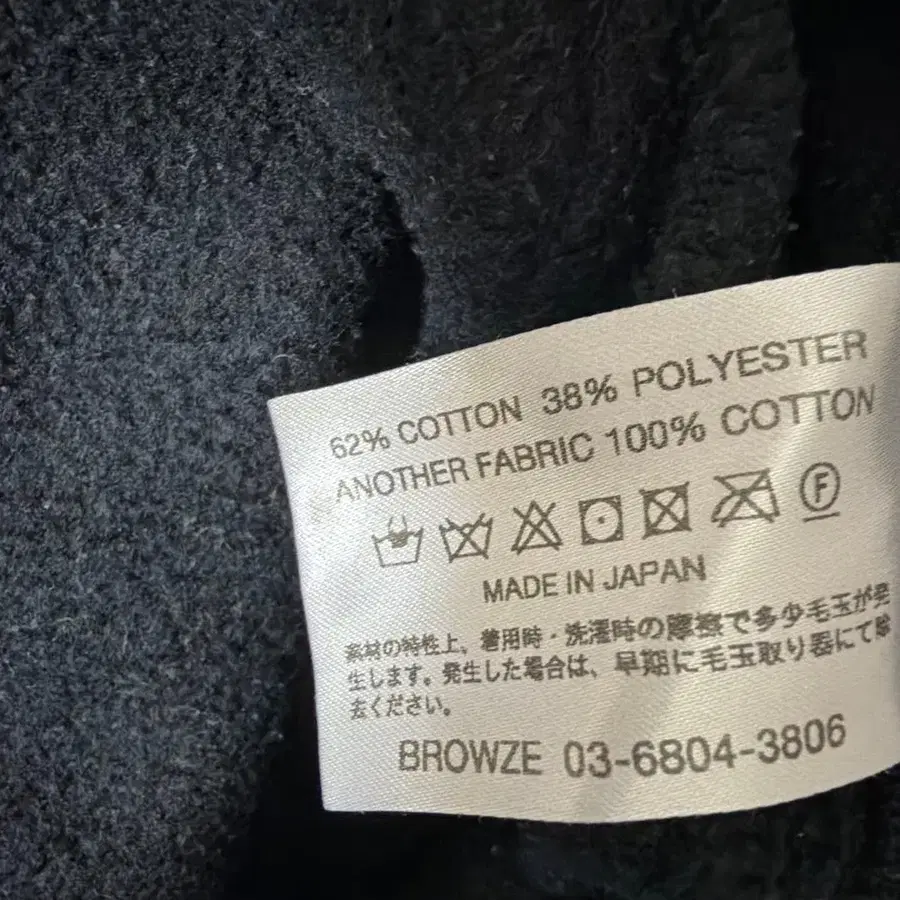 62% COTTON 38% POLYESTER
ANOTHER FABRIC 100% COTTON
F
MADE IN JAPAN
素材の特性上、着用時・洗濯時の摩擦で多少毛玉が発
生します。発生した場合は、早期に毛玉取り器にて除
去ください。
BROWZE 03-6804-3806